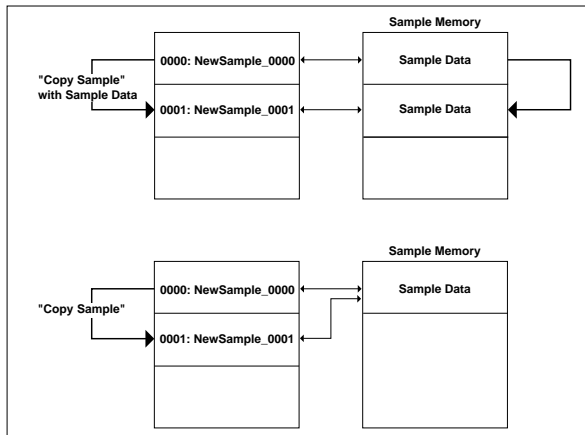 Sample Memory
0000: NewSample_0000
Sample Data
"Copy Sample"
with Sample Data
0001: NewSample_0001
Sample Data
Sample Memory
0000: NewSample_0000
Sample Data
"Copy Sample"
0001: NewSample_0001